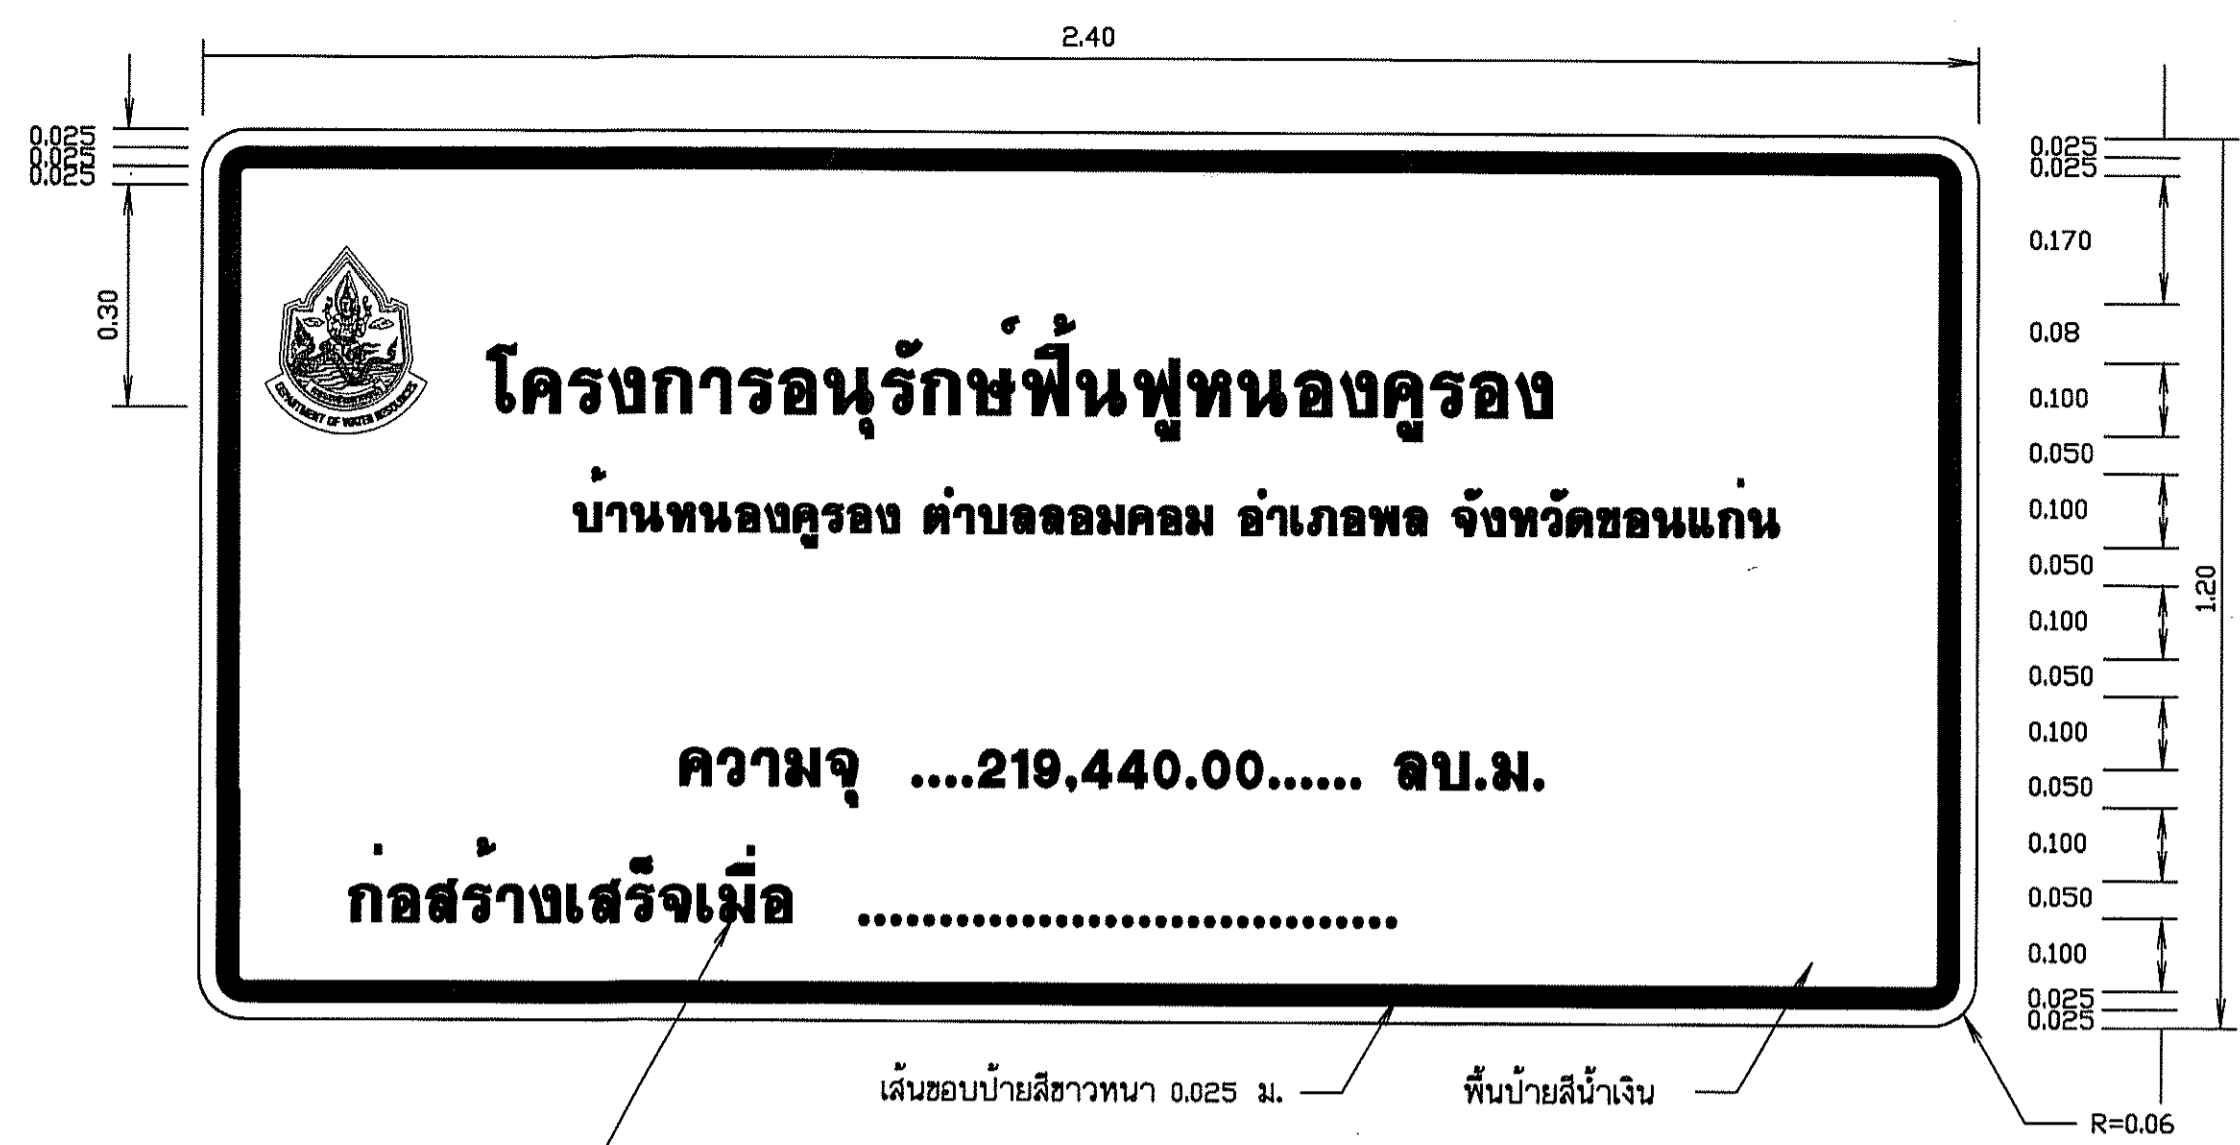 2.40
0.025
0.025
0.025
0.30
DEPARTMENT OF WATER RESOURCES
โครงการอนุรักษ์ฟื้นฟูหนองคูรอง
บ้านหนองคูรอง ตำบลลอมคอม อำเภอพล จังหวัดขอนแก่น
ความจุ ....219,440.00...... ลบ.ม.
ก่อสร้างเสร็จเมื่อ .................................
0.025
0.025
0.170
0.08
0.100
0.050
0.100
0.050
0.100
0.050
0.100
0.050
0.100
0.050
0.100
0.025
0.025
1.20
เส้นขอบป้ายสีขาวหนา 0.025 ม.
พื้นป้ายสีน้ำเงิน
R=0.06